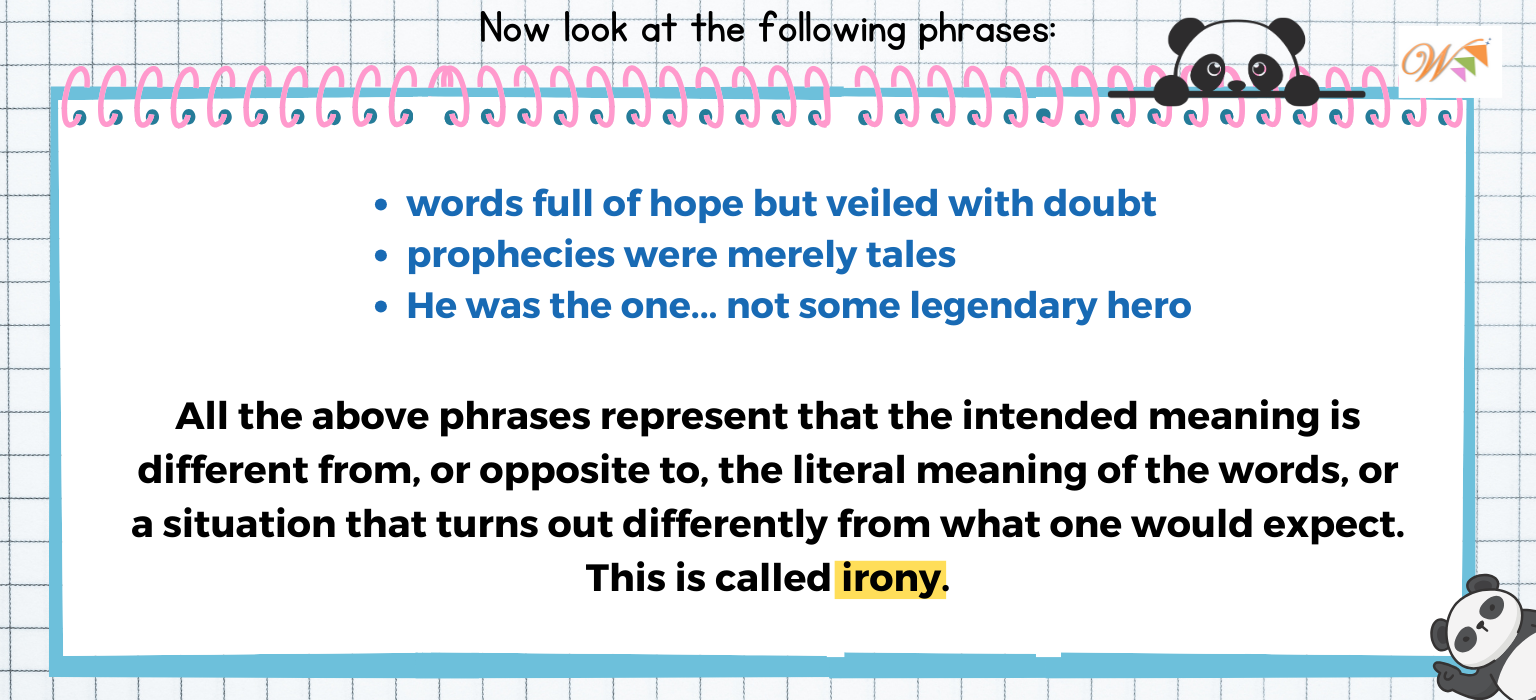 Now look at the following phrases:
W
• words full of hope but veiled with doubt
• prophecies were merely tales
• He was the one... not some legendary hero
All the above phrases represent that the intended meaning is
different from, or opposite to, the literal meaning of the words, or
a situation that turns out differently from what one would expect.
This is called irony.